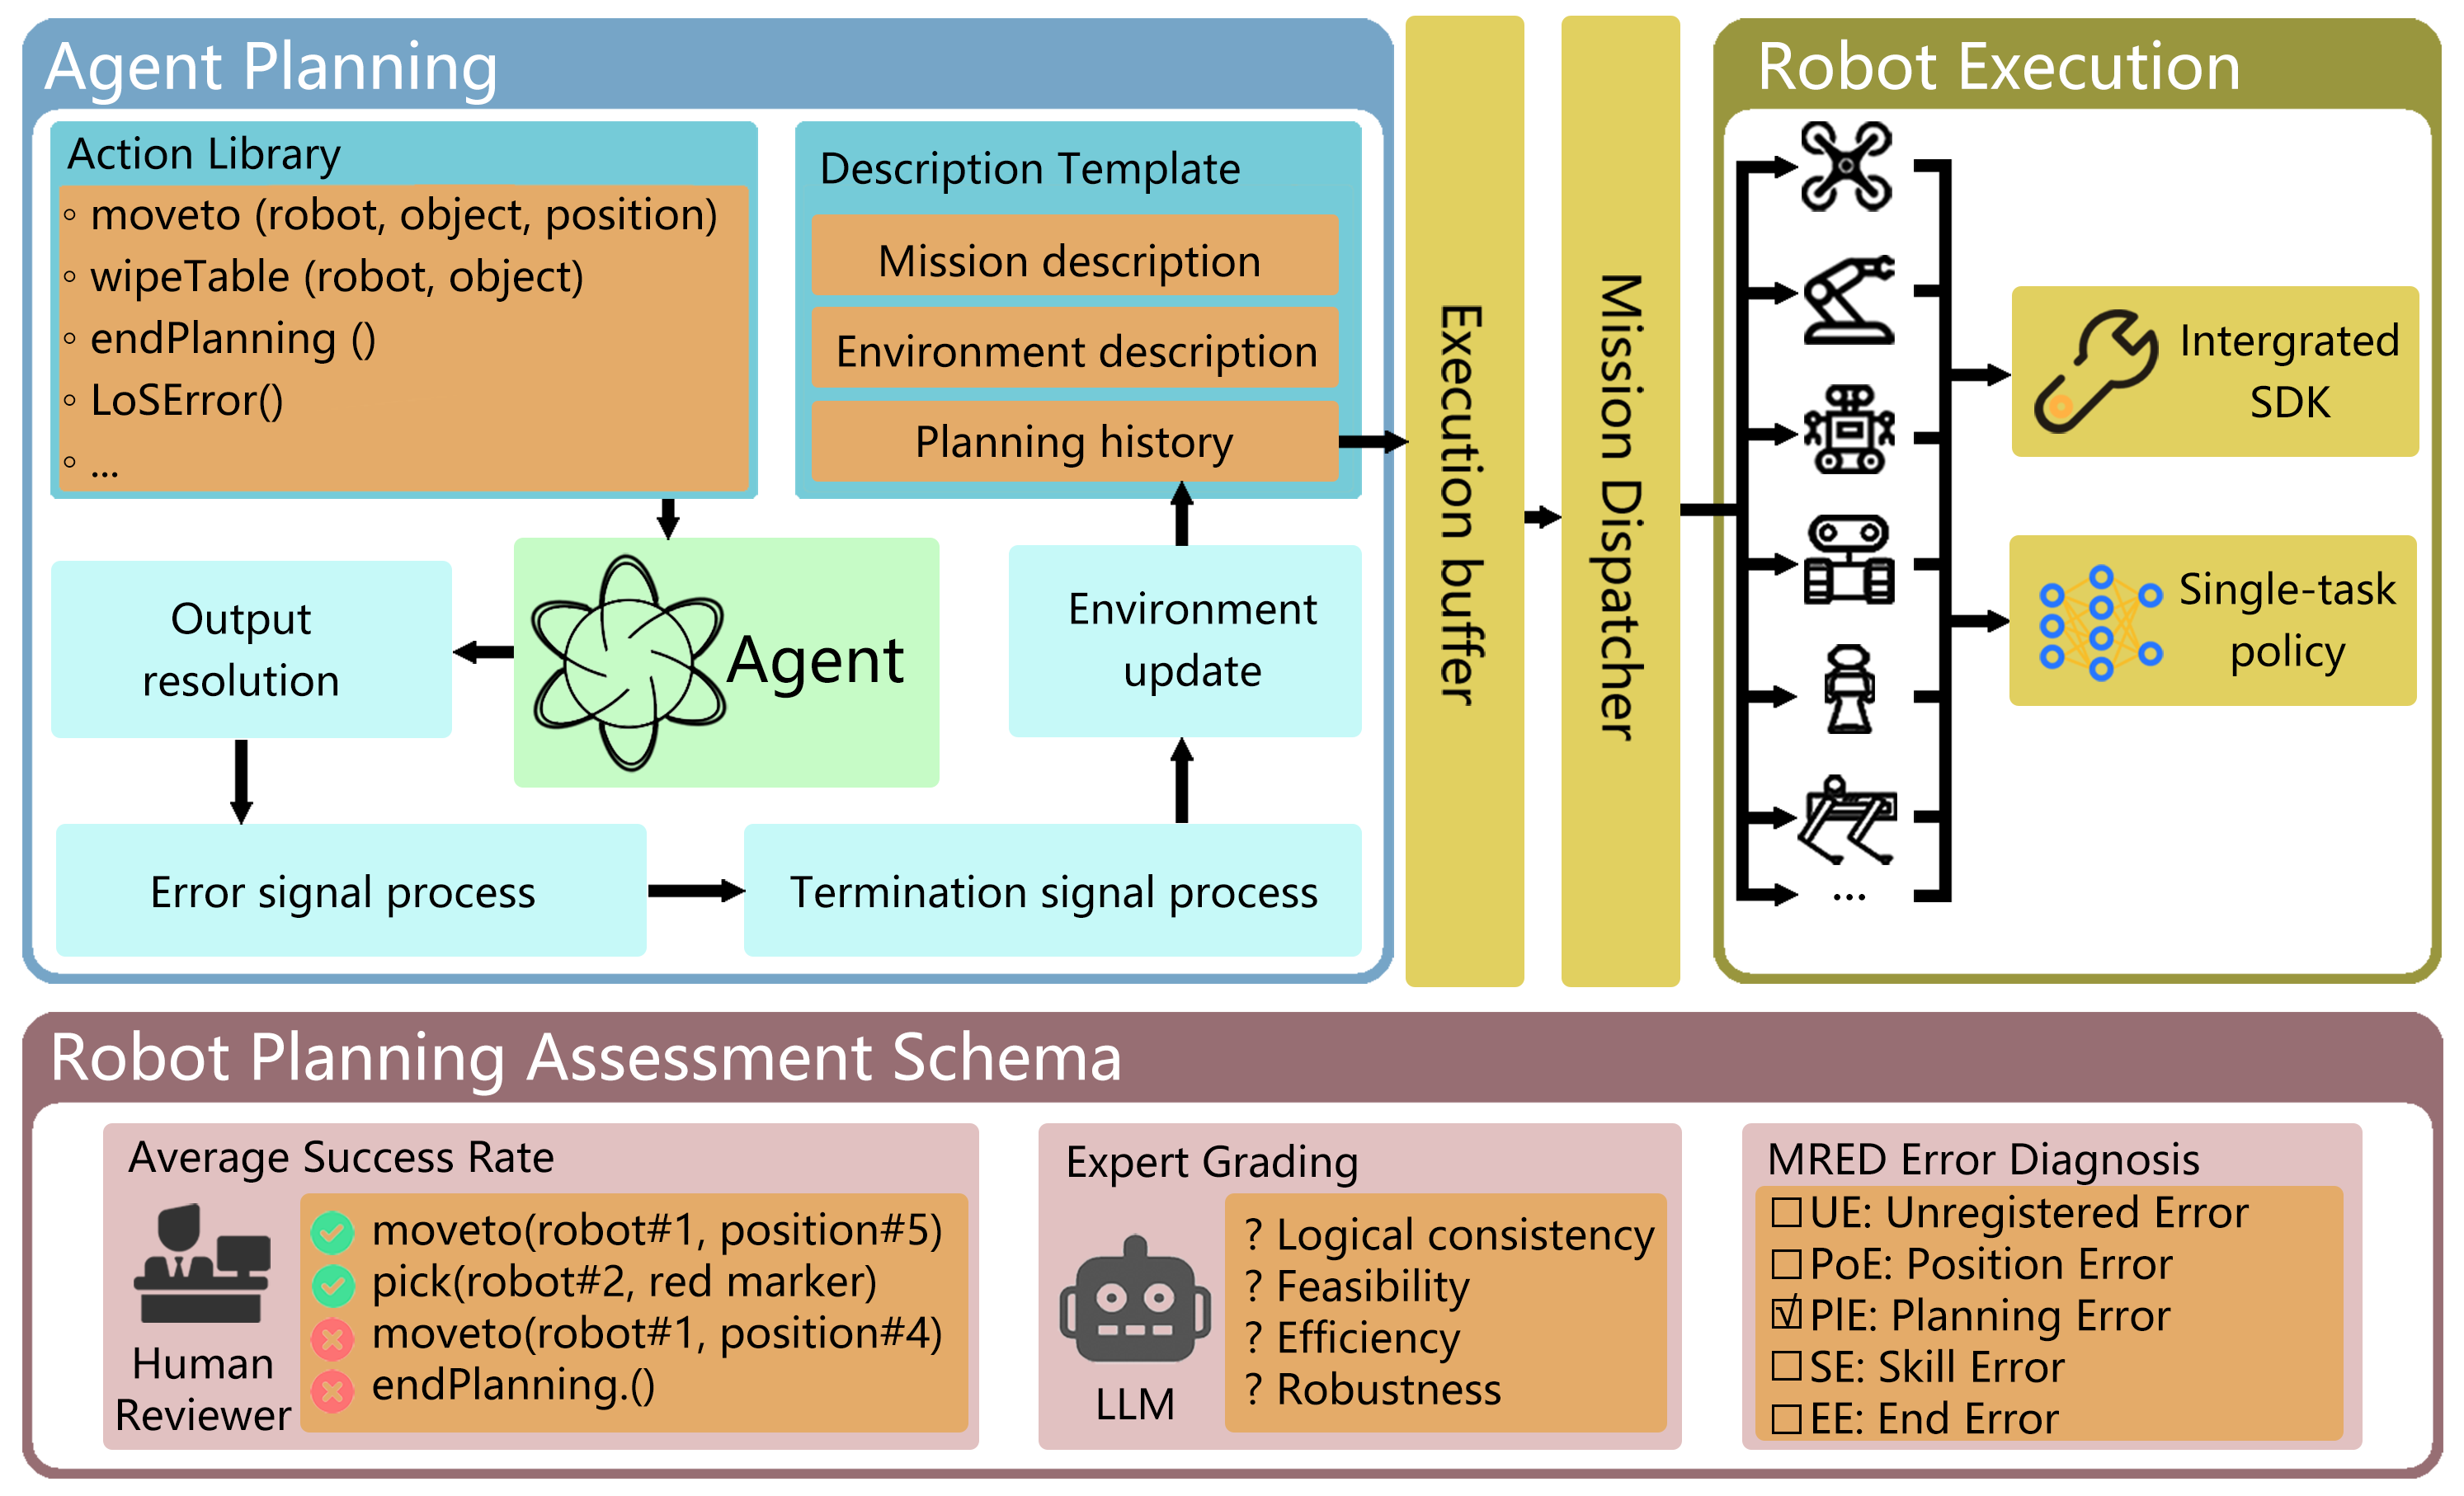 Agent Planning
Action Library
◦ moveto (robot, object, position)
◦ wipeTable (robot, object)
◦ endPlanning ()
◦ LoSError()
◦ ...
Description Template
Mission description
Environment description
Planning history
Output
resolution
Agent
Environment
update
Error signal process
Termination signal process
Execution buffer
Mission Dispatcher
Robot Execution
Intergrated
SDK
Single-task
policy
...
Robot Planning Assessment Schema
Average Success Rate
Human
Reviewer
moveto(robot#1, position#5)
pick(robot#2, red marker)
moveto(robot#1, position#4)
endPlanning.()
Expert Grading
LLM
? Logical consistency
? Feasibility
? Efficiency
? Robustness
MRED Error Diagnosis
☐ UE: Unregistered Error
☐ PoE: Position Error
☑ PlE: Planning Error
☐ SE: Skill Error
☐ EE: End Error